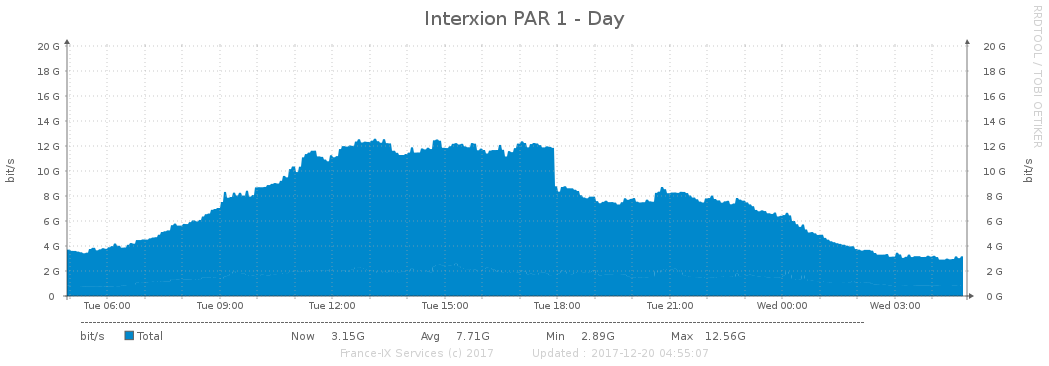 Interxion PAR 1 - Day
RRDTOOL / TOBI OETIKER
20 G 20 G
18 G 18 G
16 G 16 G
14 G 14 G
12 G 12 G
10 G 10 G
8 G 8 G
6 G 6 G
4 G 4 G
2 G 2 G
0 0 G
bit/s bit/s
Tue 06:00 Tue 09:00 Tue 12:00 Tue 15:00 Tue 18:00 Tue 21:00 Wed 00:00 Wed 03:00
bit/s Total Now 3.15G Avg 7.71G Min 2.89G Max 12.56G
France-IX Services (c) 2017 Updated : 2017-12-20 04:55:07